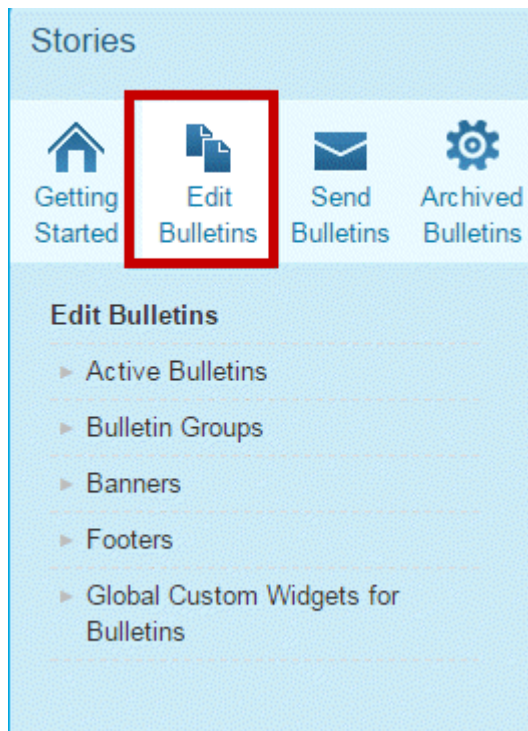 Stories
Getting Started
Edit Bulletins
Send Bulletins
Archived Bulletins
Edit Bulletins
Active Bulletins
Bulletin Groups
Banners
Footers
Global Custom Widgets for
Bulletins